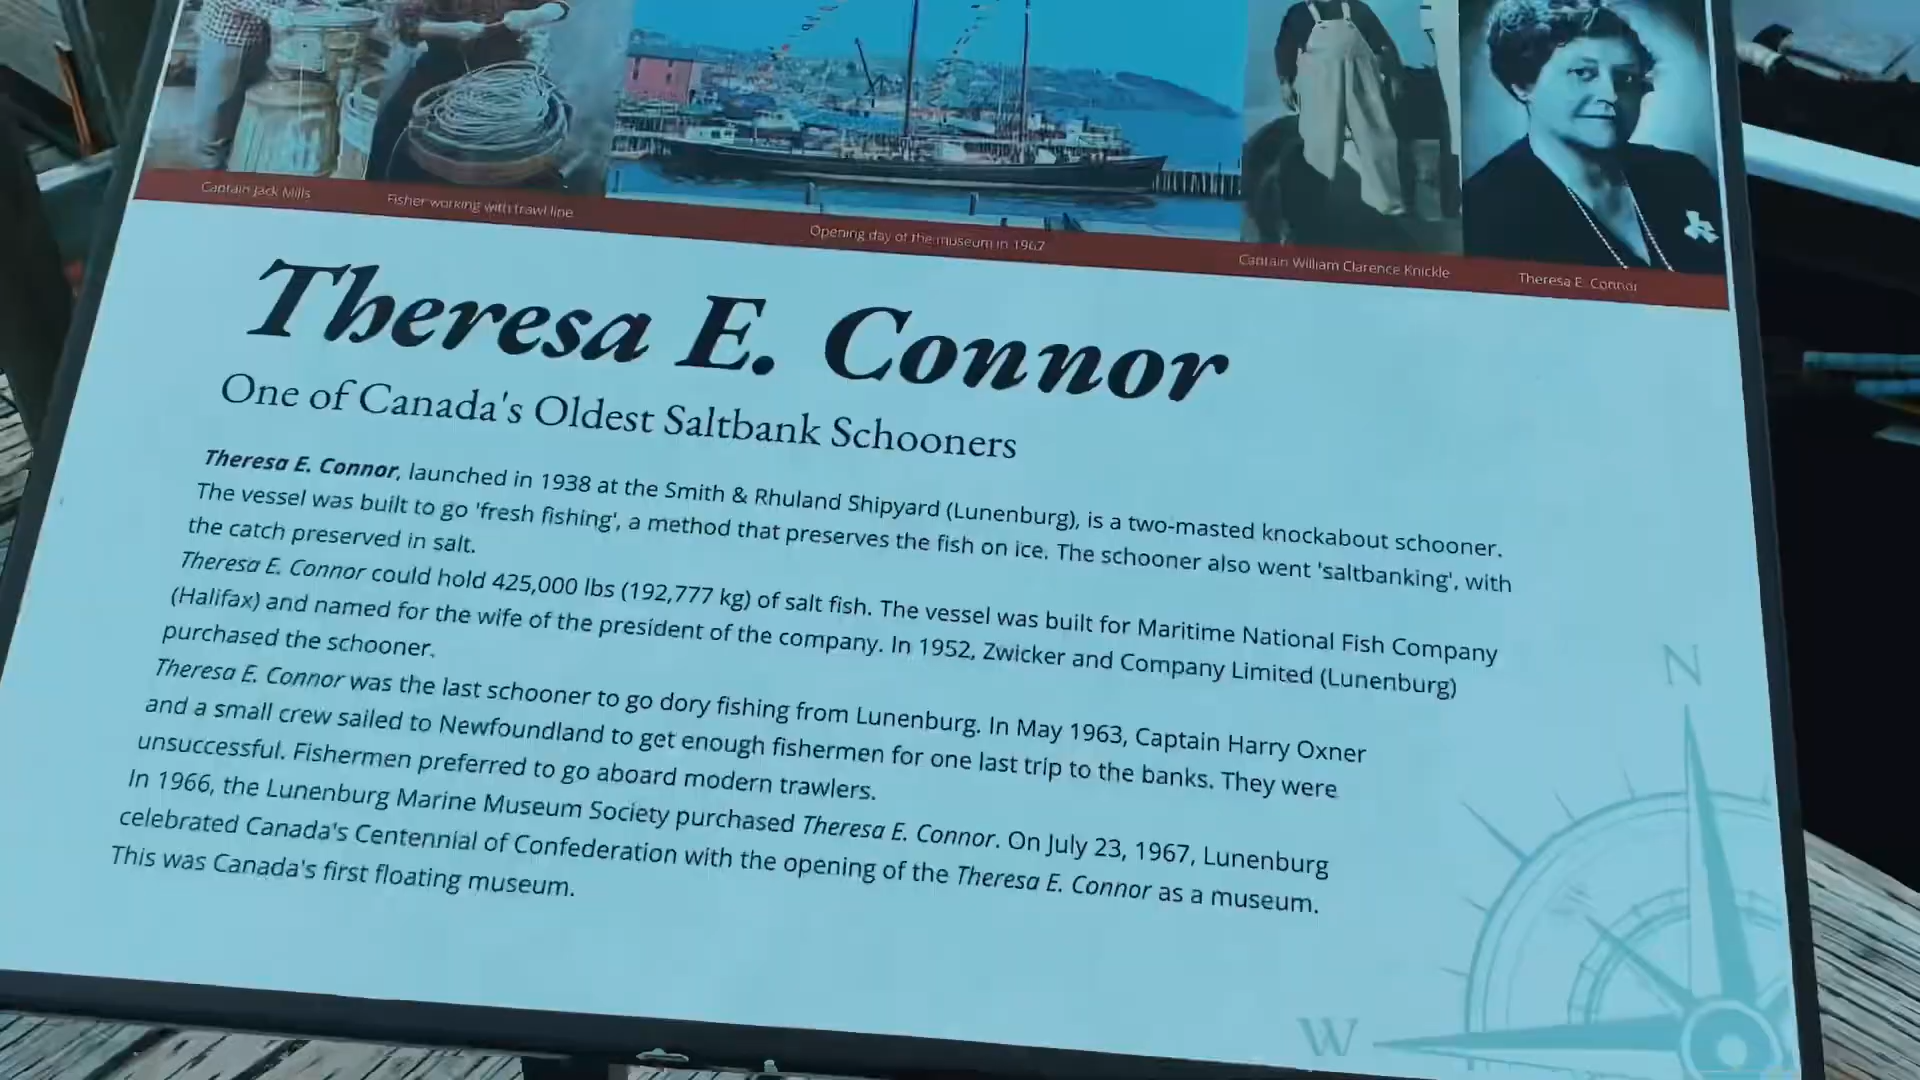 Captain Jack Mills
Fisher working with trawl line
Opening day of the museum in 1967
Captain William Clarence Knickle
Theresa E. Connor
Theresa E. Connor
One of Canada's Oldest Saltbank Schooners
Theresa E. Connor, launched in 1938 at the Smith & Rhuland Shipyard (Lunenburg), is a two-masted knockabout schooner.
The vessel was built to go 'fresh fishing', a method that preserves the fish on ice. The schooner also went 'saltbanking', with
the catch preserved in salt.
Theresa E. Connor could hold 425,000 lbs (192,777 kg) of salt fish. The vessel was built for Maritime National Fish Company
(Halifax) and named for the wife of the president of the company. In 1952, Zwicker and Company Limited (Lunenburg)
purchased the schooner.
Theresa E. Connor was the last schooner to go dory fishing from Lunenburg. In May 1963, Captain Harry Oxner
and a small crew sailed to Newfoundland to get enough fishermen for one last trip to the banks. They were
unsuccessful. Fishermen preferred to go aboard modern trawlers.
In 1966, the Lunenburg Marine Museum Society purchased Theresa E. Connor. On July 23, 1967, Lunenburg
celebrated Canada's Centennial of Confederation with the opening of the Theresa E. Connor as a museum.
This was Canada's first floating museum.
N
W